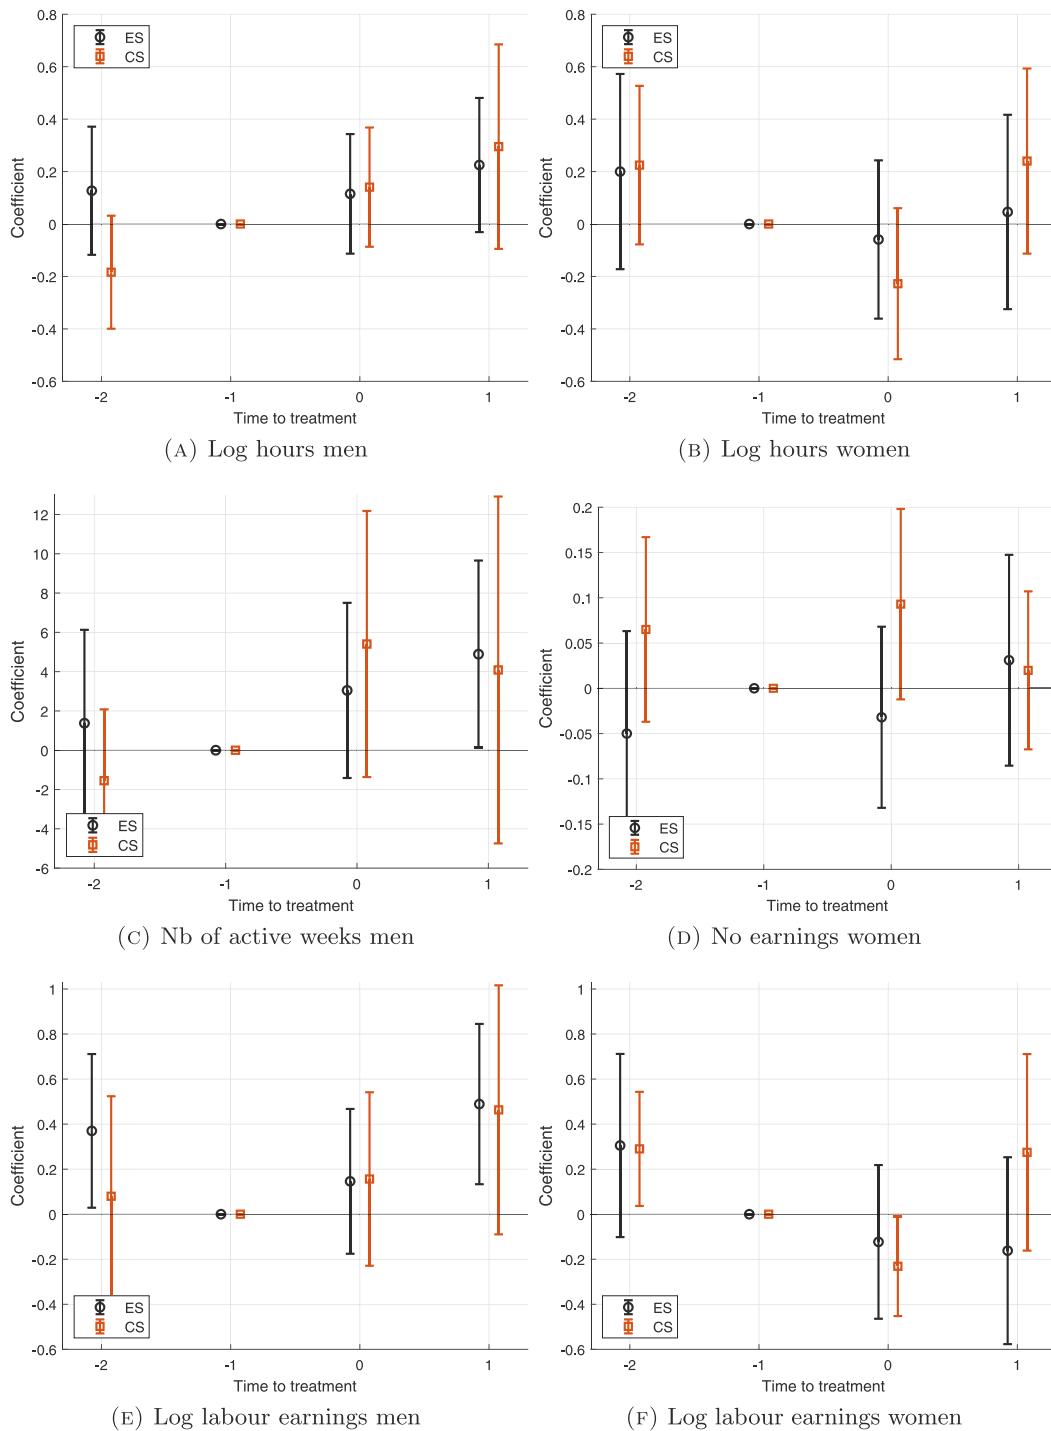 0.8
0.6
0.4
0.2
0
-0.2
-0.4
-0.6
Coefficient
ES
CS
-2
-1
0
1
Time to treatment
(A) Log hours men
0.8
0.6
0.4
0.2
0
-0.2
-0.4
-0.6
Coefficient
ES
CS
-2
-1
0
1
Time to treatment
(B) Log hours women
12
10
8
6
4
2
0
-2
-4
-6
Coefficient
ES
CS
-2
-1
0
1
Time to treatment
(C) Nb of active weeks men
0.2
0.15
0.1
0.05
0
-0.05
-0.1
-0.15
-0.2
Coefficient
ES
CS
-2
-1
0
1
Time to treatment
(D) No earnings women
1
0.8
0.6
0.4
0.2
0
-0.2
-0.4
-0.6
Coefficient
ES
CS
-2
-1
0
1
Time to treatment
(E) Log labour earnings men
1
0.8
0.6
0.4
0.2
0
-0.2
-0.4
-0.6
Coefficient
ES
CS
-2
-1
0
1
Time to treatment
(F) Log labour earnings women